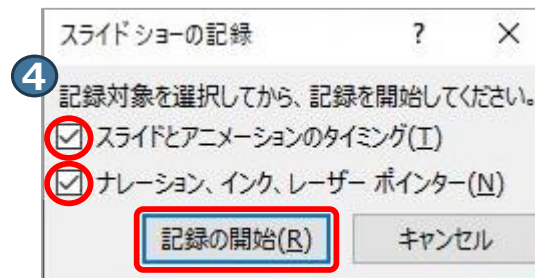 スライド ショーの記録 ? ×
4
記録対象を選択してから、記録を開始してください。
スライドとアニメーションのタイミング(T)
ナレーション、インク、レーザー ポインター(N)
記録の開始(R) キャンセル